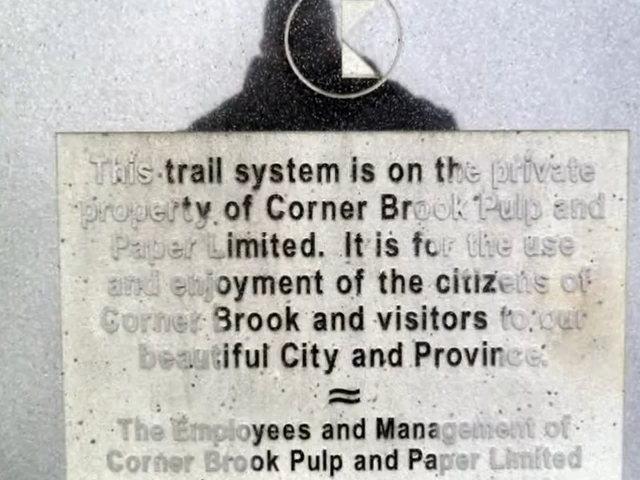 This trail system is on the private
property of Corner Brook Pulp and
Paper Limited. It is for the use
and enjoyment of the citizens of
Corner Brook and visitors to our
beautiful City and Province.
≈
The Employees and Management of
Corner Brook Pulp and Paper Limited